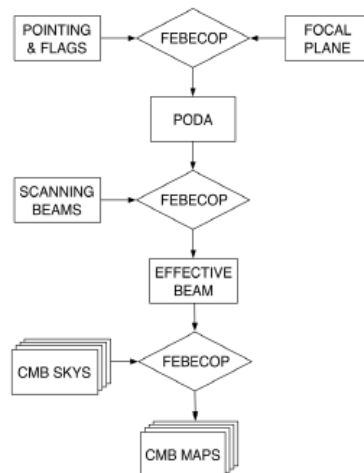 POINTING
& FLAGS
FEBECOP
FOCAL
PLANE
PODA
SCANNING
BEAMS
FEBECOP
EFFECTIVE
BEAM
CMB SKYS
FEBECOP
CMB MAPS